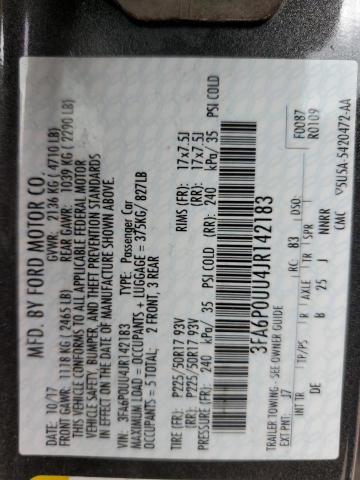 MFD. BY FORD MOTOR CO.
DATE: 10/17 GVWR: 2136 KG (4710 LB)
FRONT GAWR: 1118 KG (2465 LB) REAR GAWR: 1039 KG (2290 LB)
THIS VEHICLE CONFORMS TO ALL APPLICABLE FEDERAL MOTOR
VEHICLE SAFETY, BUMPER, AND THEFT PREVENTION STANDARDS
IN EFFECT ON THE DATE OF MANUFACTURE SHOWN ABOVE.
VIN: 3FA6P0UU4JR142183 TYPE: Passenger Car
MAXIMUM LOAD = OCCUPANTS + LUGGAGE = 375KG/ 827LB
OCCUPANTS = 5 TOTAL: 2 FRONT, 3 REAR
TIRE (FR): P225/50R17 93V RIMS (FR): 17x7.5J
(RR): P225/50R17 93V (RR): 17x7.5J
PRESSURE (FR): 240 kPa/ 35 PSI COLD (RR): 240 kPa/ 35 PSI COLD
3FA6P0UU4JR142183
TRAILER TOWING - SEE OWNER GUIDE F0087
R0109
EXT PNT: J7 RC: 83 DSO:
INT TR TP/PS R AXLE TR SPR
DE B 25 J NNKR
CMC 5USA-5420472-AA